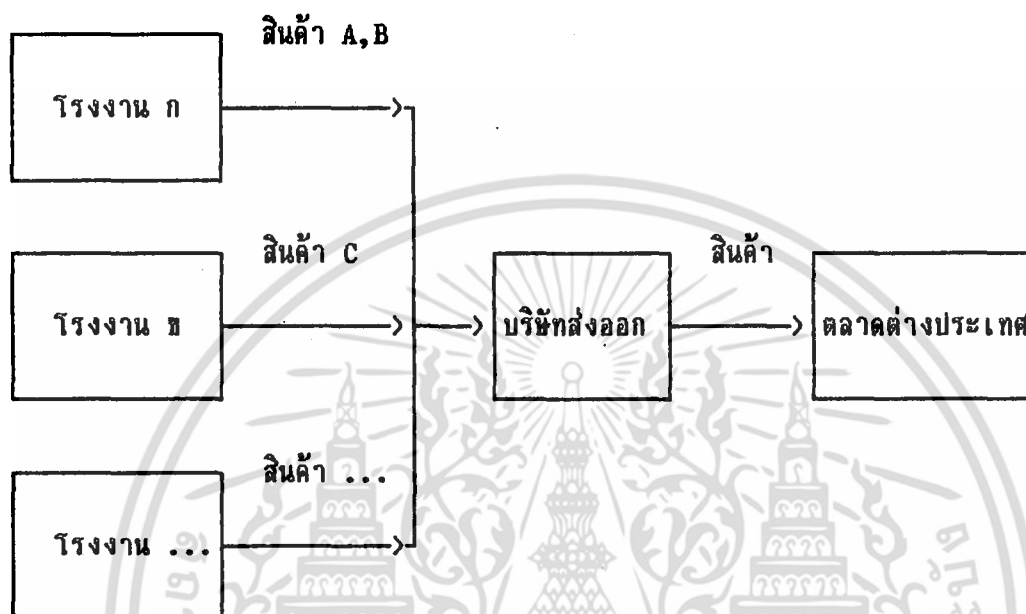 สินค้า A,B
โรงงาน ก
สินค้า C
สินค้า
โรงงาน ข
บริษัทส่งออก
ตลาดต่างประเทศ
สินค้า ...
โรงงาน ...